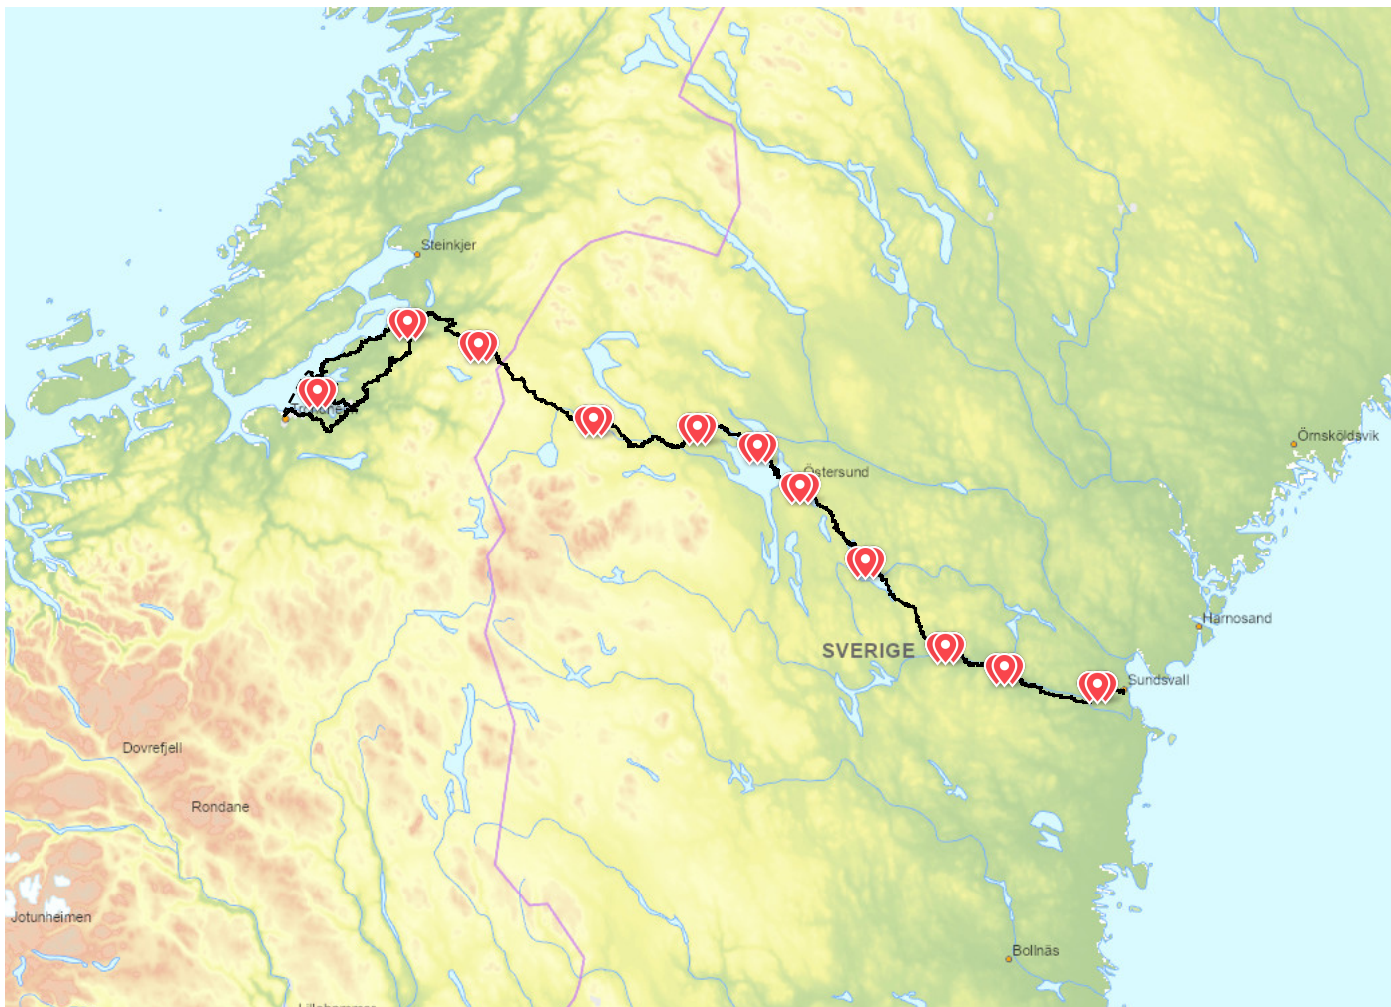 Steinkjer
Örnsköldsvik
Östersund
Härnösand
SVERIGE
Sundsvall
Dovrefjell
Rondane
Jotunheimen
Bollnäs